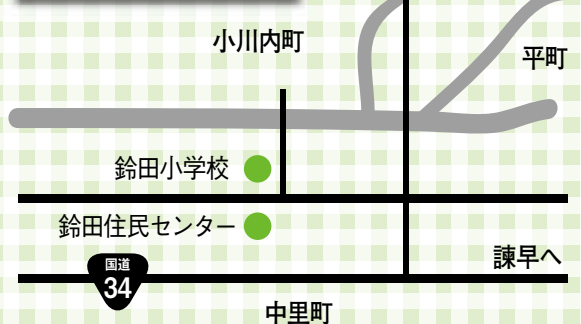 小川内町
平町
鈴田小学校
鈴田住民センター
諫早へ
国道
34
中里町